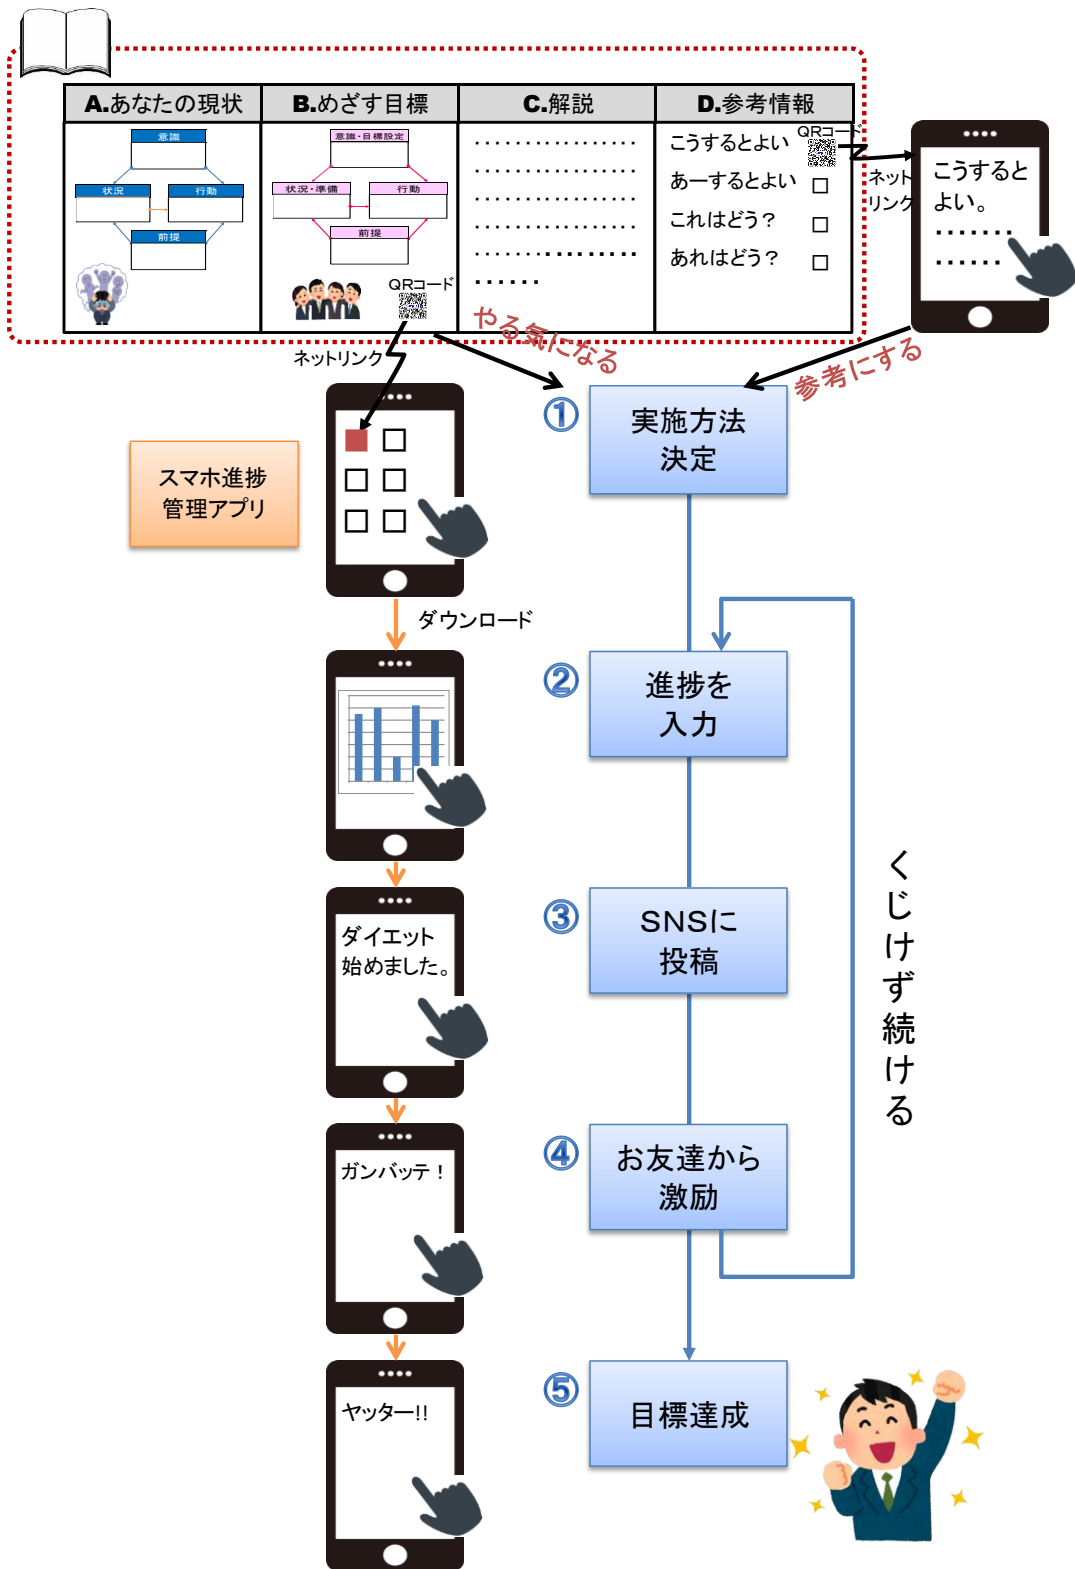 A.あなたの現状
B.めざす目標
C.解説
D.参考情報
意識
状況
行動
前提
意識・目標設定
状況・準備
行動
前提
QRコード
・・・・・・・・・・・・・・・・
・・・・・・・・・・・・・・・・
・・・・・・・・・・・・・・・・
・・・・・・・・・・・・・・・・
・・・・・・
こうするとよい
QRコード
あーするとよい □
これはどう？ □
あれはどう？ □
ネット
リンク
こうすると
よい。
・・・・・・・
・・・・・・
ネットリンク
やる気になる
参考にする
スマホ進捗
管理アプリ
①
実施方法
決定
ダウンロード
②
進捗を
入力
ダイエット
始めました。
③
SNSに
投稿
くじけず続ける
ガンバッテ！
④
お友達から
激励
ヤッター!!
⑤
目標達成